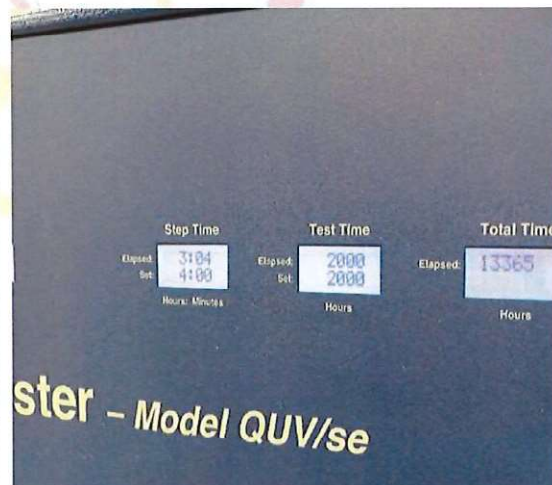 Step Time
Elapsed: 3:04
Set: 4:00
Hours: Minutes
Test Time
Elapsed: 2000
Set: 2000
Hours
Total Time
Elapsed: 13365
Hours
ster – Model QUV/se